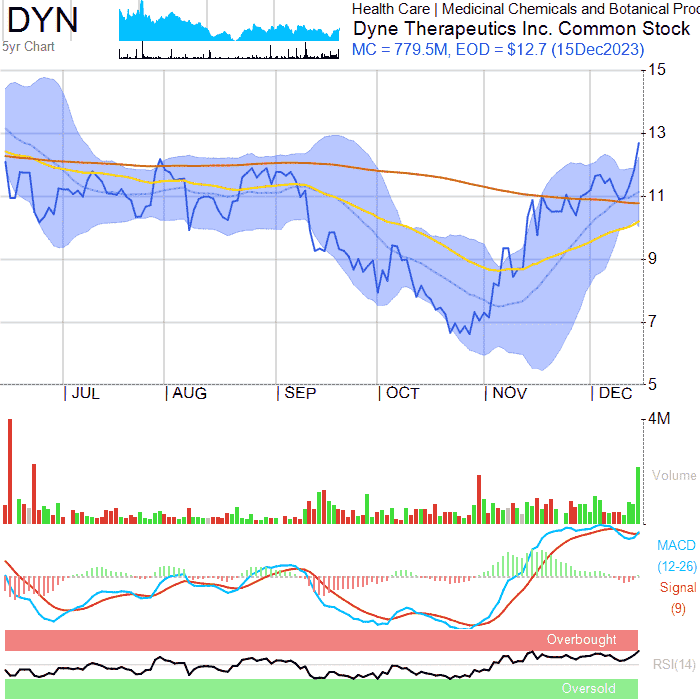 DYN
5yr Chart
Health Care | Medicinal Chemicals and Botanical Prod
Dyne Therapeutics Inc. Common Stock
MC = 779.5M, EOD = $12.7 (15Dec2023)
15
13
11
9
7
5
JUL
AUG
SEP
OCT
NOV
DEC
4M
Volume
MACD
(12-26)
Signal
(9)
Overbought
RSI(14)
Oversold